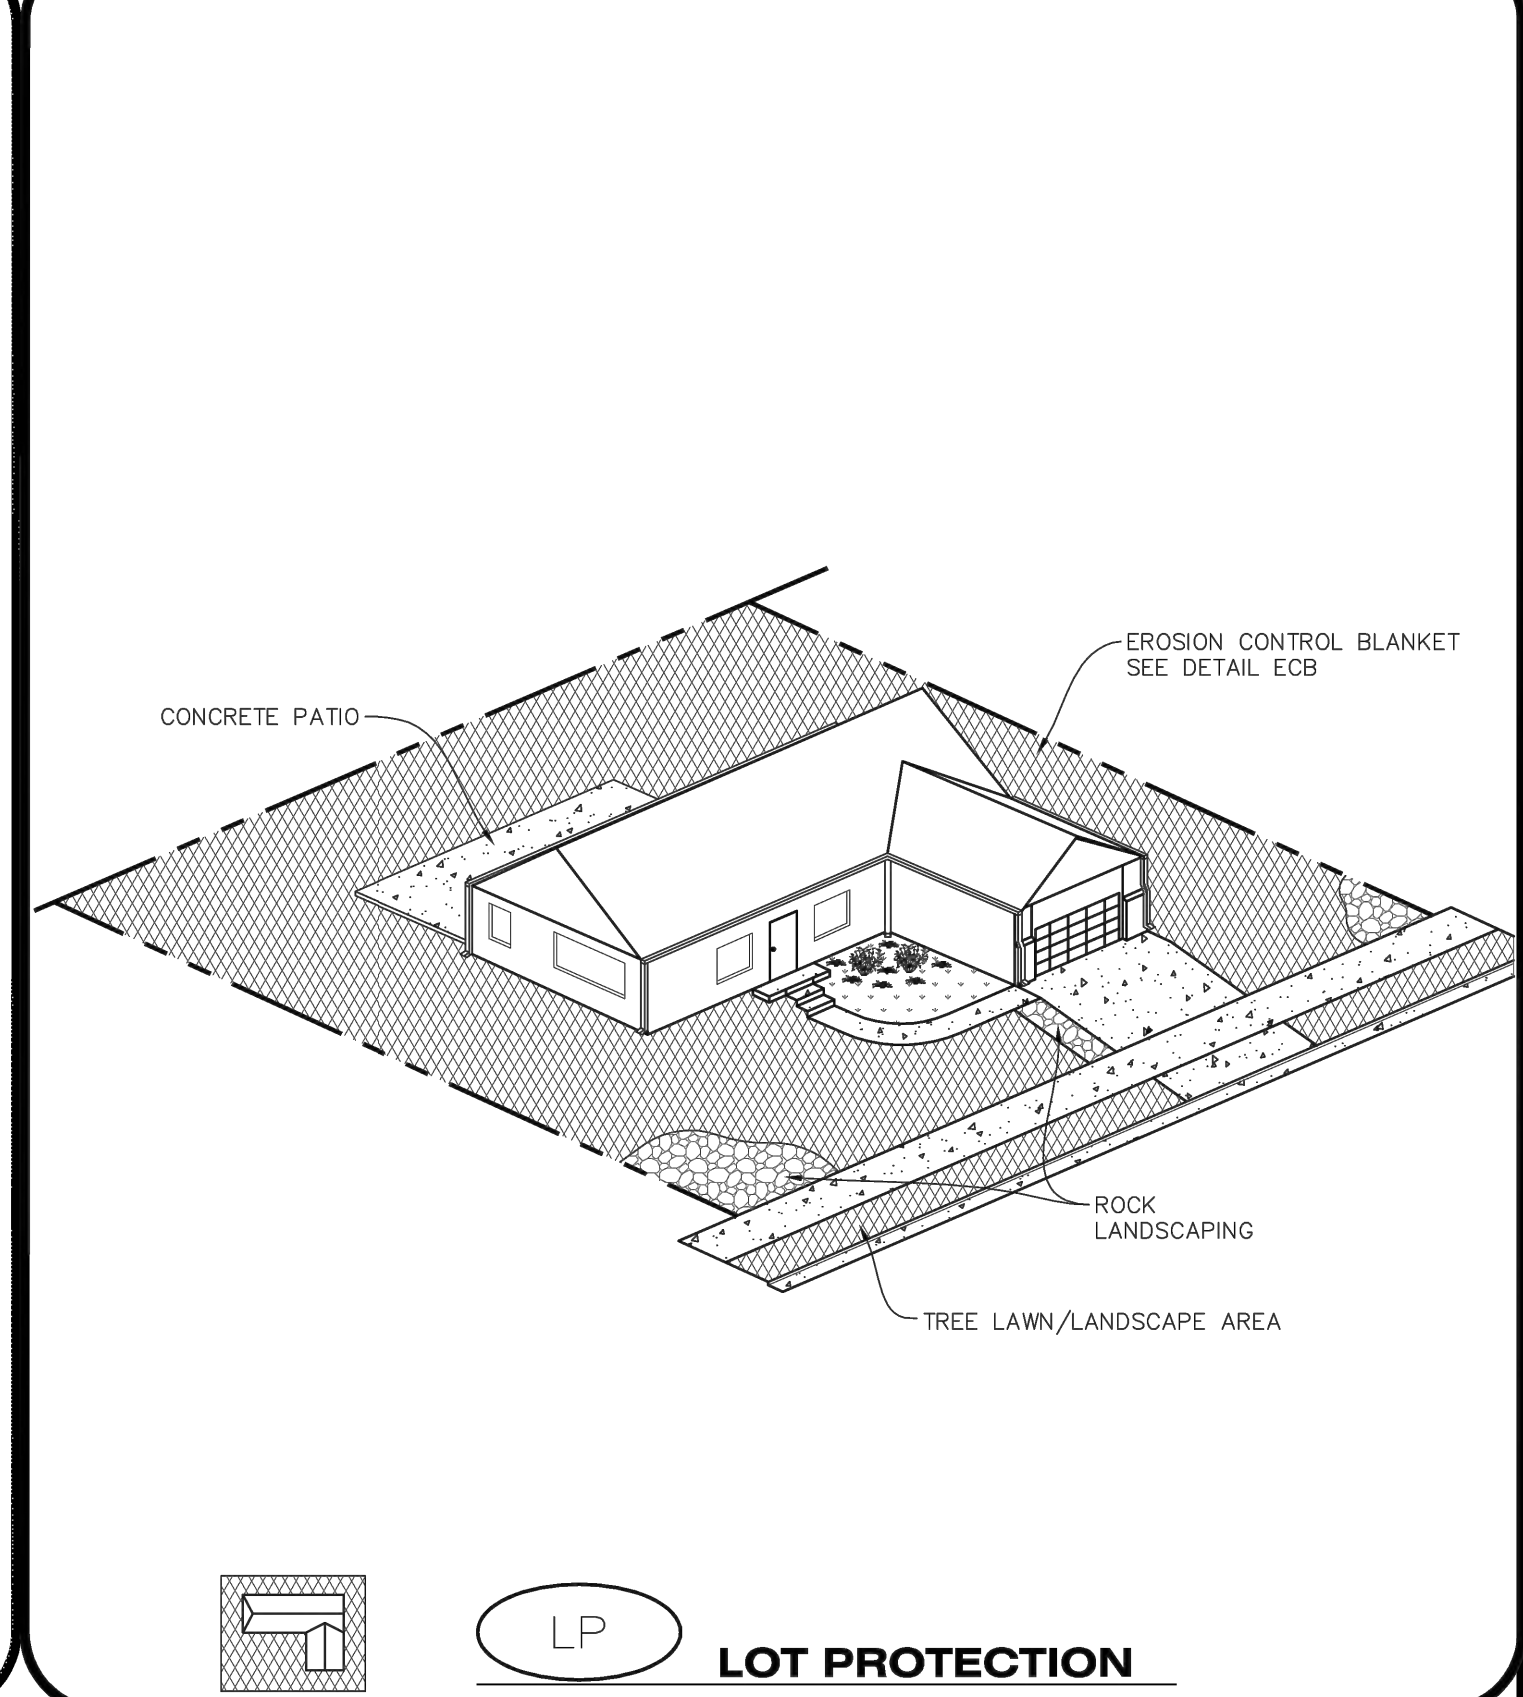 EROSION CONTROL BLANKET
SEE DETAIL ECB
CONCRETE PATIO
ROCK
LANDSCAPING
TREE LAWN/LANDSCAPE AREA
LP
LOT PROTECTION